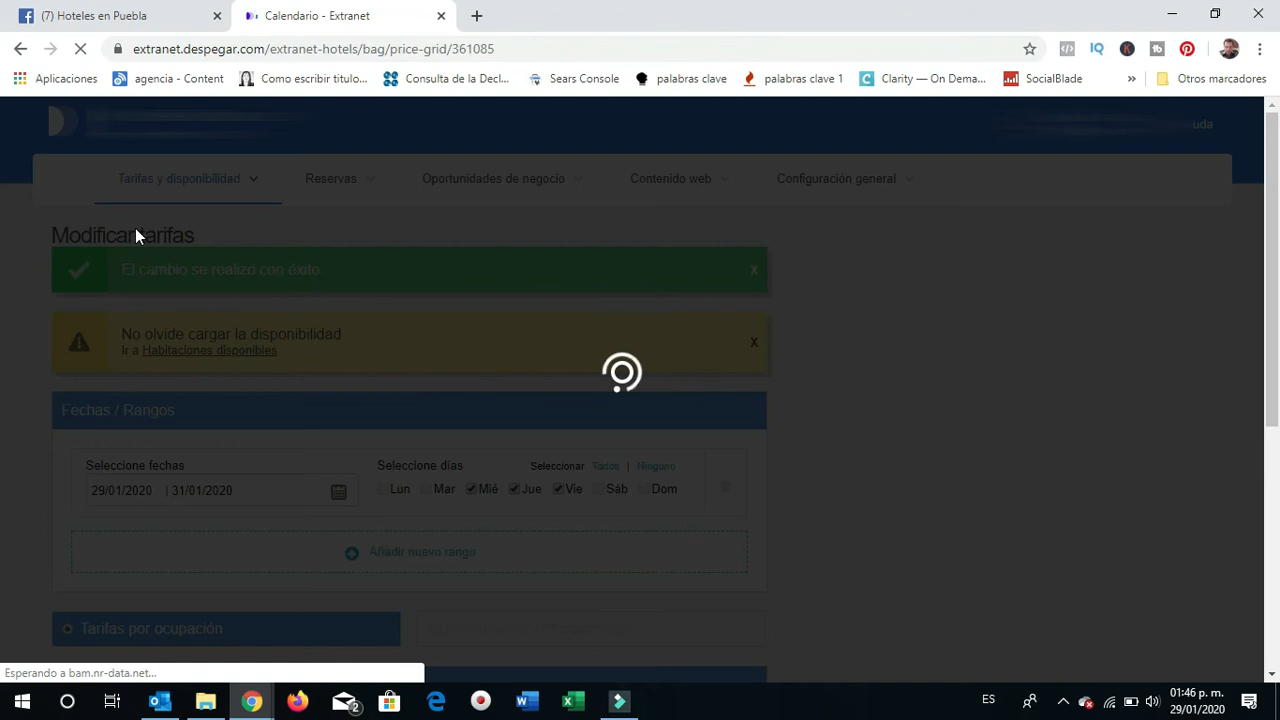 (7) Hoteles en Puebla
Calendario - Extranet
extranet.despegar.com/extranet-hotels/bag/price-grid/361085
Aplicaciones
agencia - Content
Como escribir titulo...
Consulta de la Decl...
Sears Console
palabras clave
palabras clave 1
Clarity — On Dema...
SocialBlade
»
Otros marcadores
uda
Tarifas y disponibilidad
Reservas
Oportunidades de negocio
Contenido web
Configuración general
Modificar tarifas
El cambio se realizó con éxito.
X
No olvide cargar la disponibilidad
Ir a Habitaciones disponibles
X
Fechas / Rangos
Seleccione fechas
Seleccione días
Seleccionar Todos | Ninguno
29/01/2020 | 31/01/2020
Lun Mar Mié Jue Vie Sáb Dom
Añadir nuevo rango
Tarifas por ocupación
Esperando a bam.nr-data.net...
2
ES
01:46 p. m.
29/01/2020